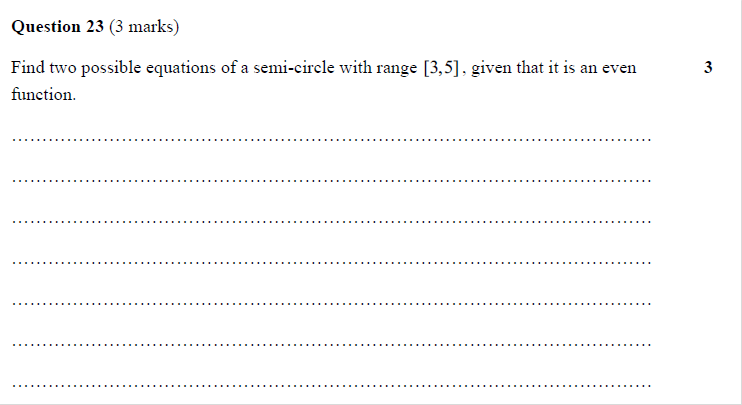 Question 23 (3 marks)
Find two possible equations of a semi-circle with range [3,5], given that it is an even 3
function.